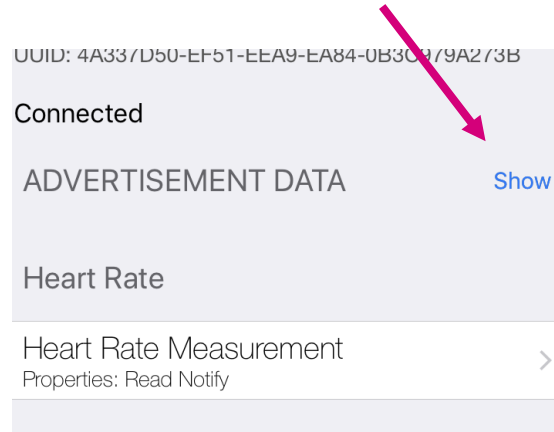 UUID: 4A337D50-EF51-EEA9-EA84-0B3C979A273B
Connected
ADVERTISEMENT DATA Show
Heart Rate
Heart Rate Measurement
Properties: Read Notify